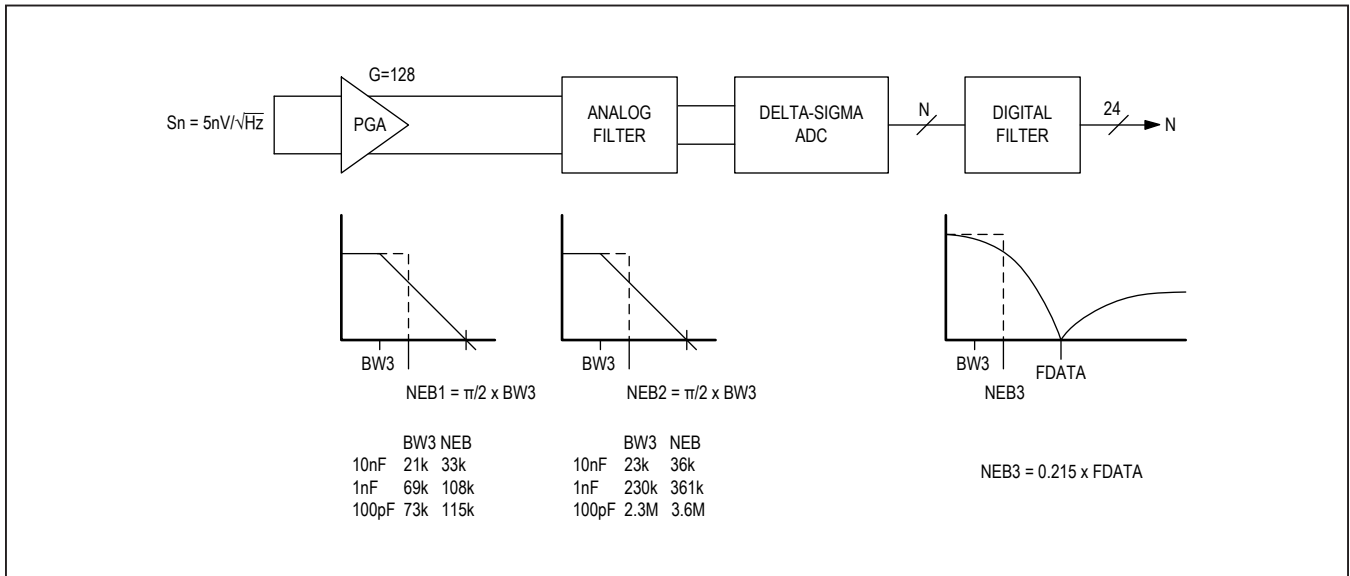 G=128
Sn = 5nV/√Hz
PGA
ANALOG
FILTER
DELTA-SIGMA
ADC
N
DIGITAL
FILTER
24
N
BW3
NEB1 = π/2 x BW3
BW3
NEB2 = π/2 x BW3
BW3
NEB3
FDATA
BW3 NEB
10nF 21k 33k
1nF 69k 108k
100pF 73k 115k
BW3 NEB
10nF 23k 36k
1nF 230k 361k
100pF 2.3M 3.6M
NEB3 = 0.215 x FDATA